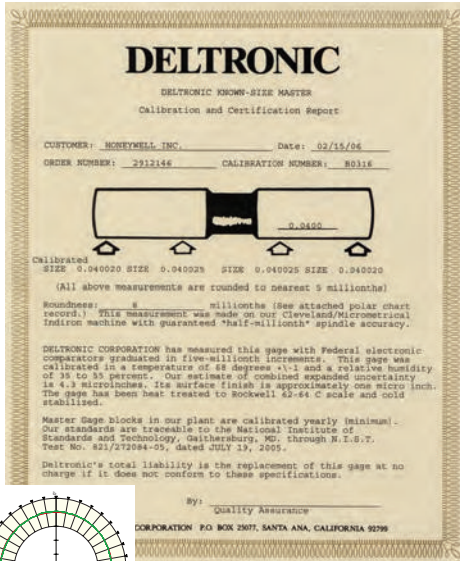 DELTRONIC
DELTRONIC KNOWN-SIZE MASTER
Calibration and Certification Report
CUSTOMER: HONEYWELL INC. Date: 02/15/06
ORDER NUMBER: 2912146 CALIBRATION NUMBER: B0316
0.0400
Calibrated
SIZE 0.040020 SIZE 0.040025 SIZE 0.040025 SIZE 0.040020
(All above measurements are rounded to nearest 5 millionths)
Roundness: 6 millionths (See attached polar chart
record.) This measurement was made on our Cleveland/Micrometrical
Indiron machine with guaranteed "half-millionth" spindle accuracy.
DELTRONIC CORPORATION has measured this gage with Federal electronic
comparators graduated in five-millionth increments. This gage was
calibrated in a temperature of 68 degrees +\-1 and a relative humidity
of 35 to 55 percent. Our estimate of combined expanded uncertainty
is 4.3 microinches. Its surface finish is approximately one micro inch.
The gage has been heat treated to Rockwell 62-64 C scale and cold
stabilized.
Master Gage blocks in our plant are calibrated yearly (minimum).
Our standards are traceable to the National Institute of
Standards and Technology, Gaithersburg, MD. through N.I.S.T.
Test No. 821/272084-05, dated JULY 19, 2005.
Deltronic's total liability is the replacement of this gage at no
charge if it does not conform to these specifications.
By:
Quality Assurance
CORPORATION P.O. BOX 25077, SANTA ANA, CALIFORNIA 92799